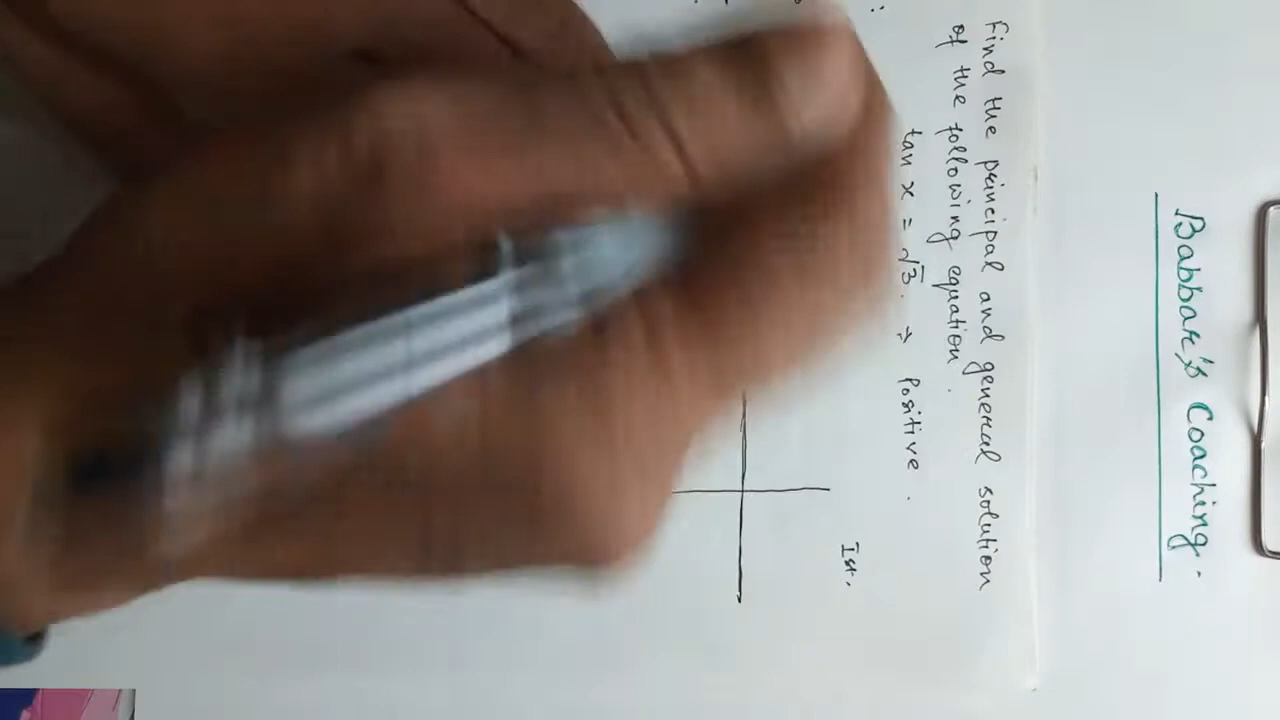 Babbar's Coaching.
Find the principal and general solution
of the following equation.
tan x = √3. → Positive.
Ist.